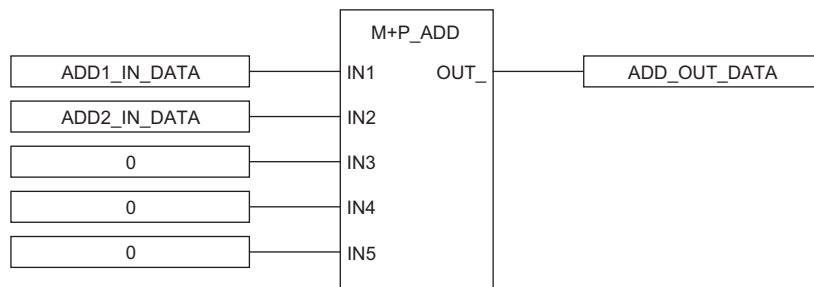 M+P_ADD
ADD1_IN_DATA IN1 OUT_ ADD_OUT_DATA
ADD2_IN_DATA IN2
0 IN3
0 IN4
0 IN5